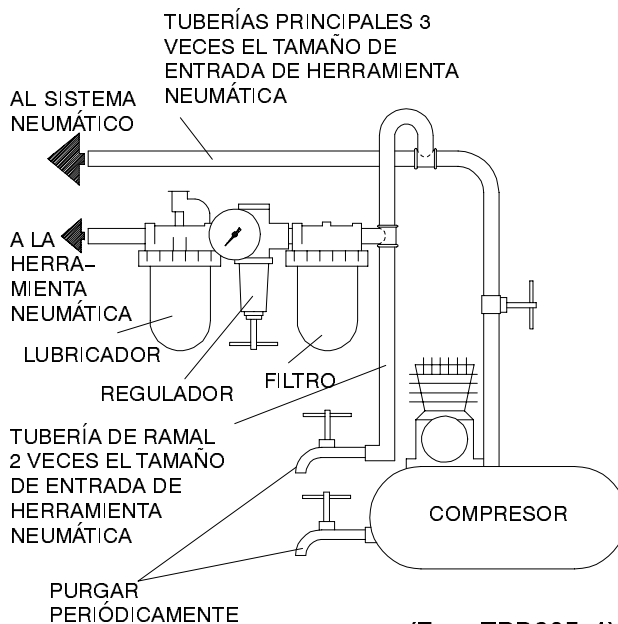 TUBERÍAS PRINCIPALES 3
VECES EL TAMAÑO DE
ENTRADA DE HERRAMIENTA
NEUMÁTICA
AL SISTEMA
NEUMÁTICO
A LA
HERRA–
MIENTA
NEUMÁTICA
LUBRICADOR
REGULADOR
FILTRO
TUBERÍA DE RAMAL
2 VECES EL TAMAÑO
DE ENTRADA DE
HERRAMIENTA
NEUMÁTICA
COMPRESOR
PURGAR
PERIÓDICAMENTE